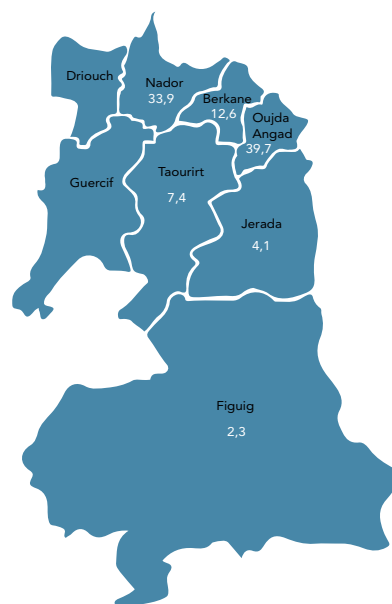 Driouch
Nador
33,9
Berkane
12,6
Oujda
Angad
39,7
Guercif
Taourirt
7,4
Jerada
4,1
Figuig
2,3